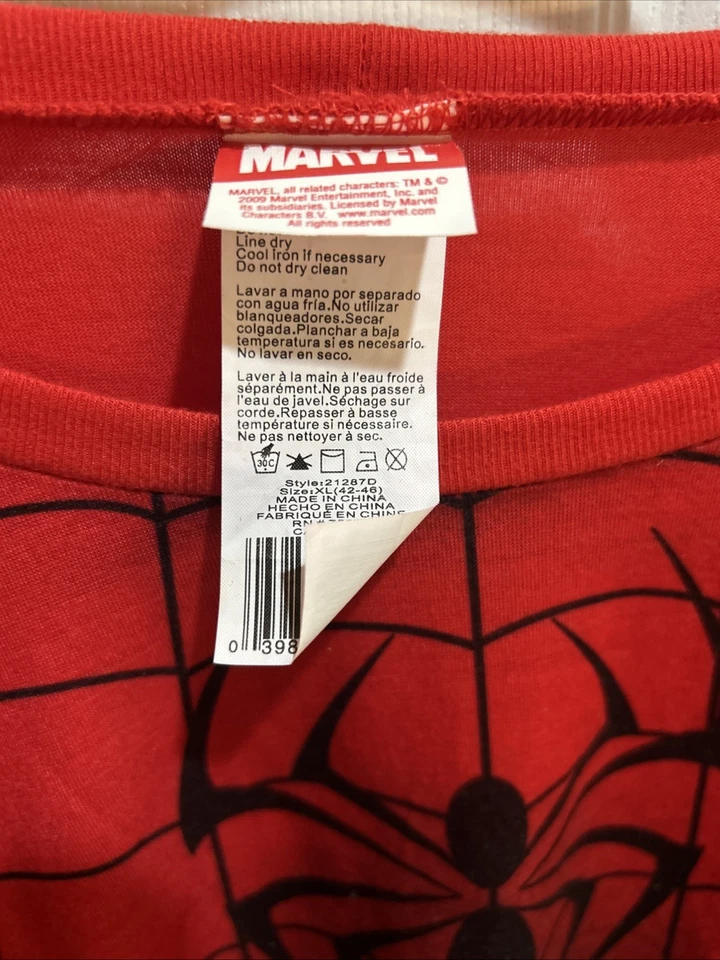 MARVEL
MARVEL, all related characters: TM & ©
2009 Marvel Entertainment, Inc. and
its subsidiaries. Licensed by Marvel
Characters B.V. www.marvel.com
All rights reserved
Line dry
Cool iron if necessary
Do not dry clean
Lavar a mano por separado
con agua fría.No utilizar
blanqueadores.Secar
colgada.Planchar a baja
temperatura si es necesario.
No lavar en seco.
Laver à la main à l'eau froide
séparément.Ne pas passer à
l'eau de javel.Séchage sur
corde.Repasser à basse
température si nécessaire.
Ne pas nettoyer à sec.
30C
Style:21287D
Size:XL(42-46)
MADE IN CHINA
HECHO EN CHINA
FABRIQUÉ EN CHINE
RN #
0 398